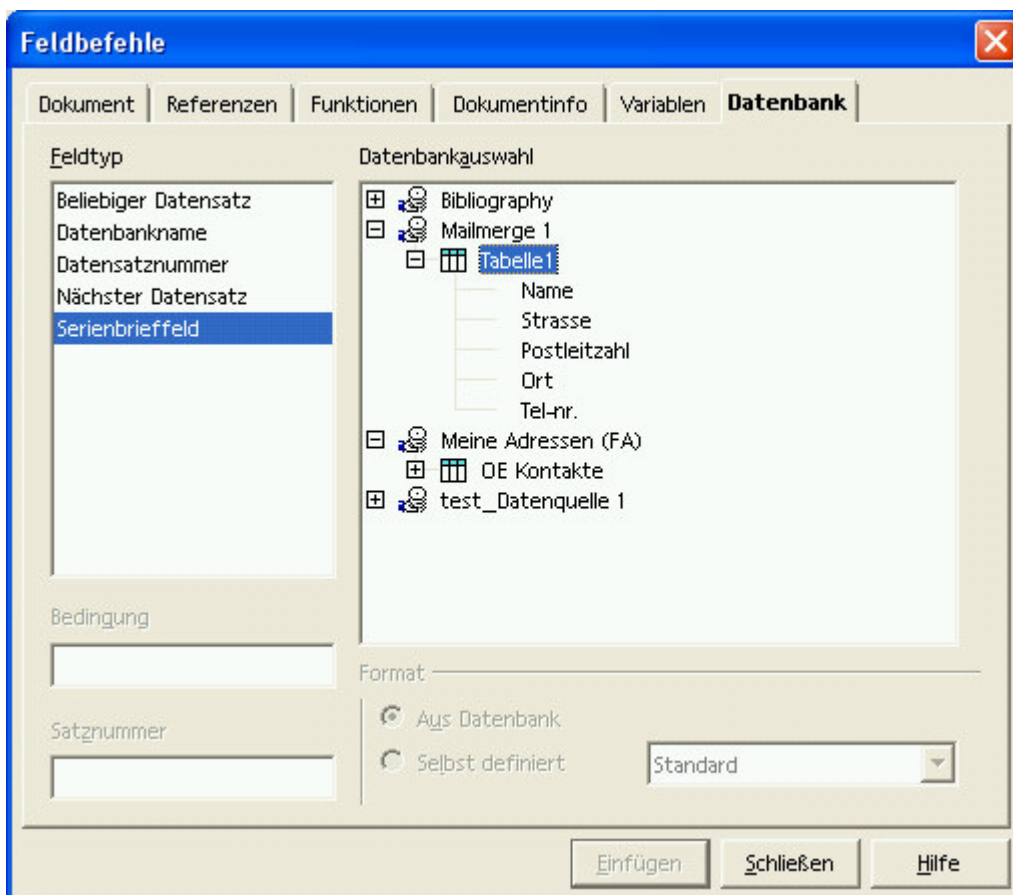 Feldbefehle
Dokument Referenzen Funktionen Dokumentinfo Variablen Datenbank
Feldtyp
Beliebiger Datensatz
Datenbankname
Datensatznummer
Nächster Datensatz
Serienbrieffeld
Datenbankauswahl
Bibliography
Mailmerge 1
Tabelle1
Name
Strasse
Postleitzahl
Ort
Tel-nr.
Meine Adressen (FA)
OE Kontakte
test_Datenquelle 1
Bedingung
Satznummer
Format
Aus Datenbank
Selbst definiert Standard
Einfügen Schließen Hilfe